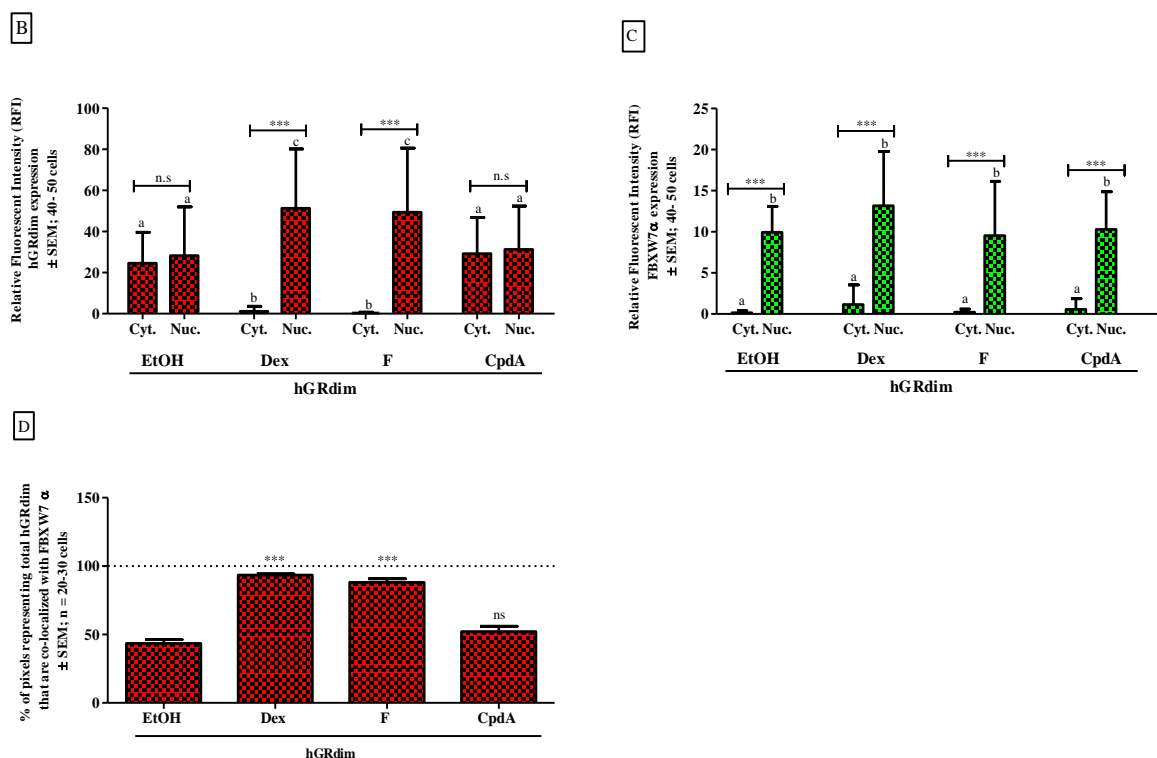 B
Relative Fluorescent Intensity (RFI)
hGRdim expression
± SEM; 40- 50 cells
100
80
60
40
20
0
n.s
***
***
n.s
a
a
b
c
b
c
a
a
Cyt. Nuc. Cyt. Nuc. Cyt. Nuc. Cyt. Nuc.
EtOH Dex F CpdA
hGRdim
C
Relative Fluorescent Intensity (RFI)
FBXW7α expression
± SEM; 40- 50 cells
25
20
15
10
5
0
***
***
***
***
a
b
a
b
a
b
a
b
Cyt. Nuc. Cyt. Nuc. Cyt. Nuc. Cyt. Nuc.
EtOH Dex F CpdA
hGRdim
D
% of pixels representing total hGRdim
that are co-localized with FBXW7 α
± SEM; n = 20-30 cells
150
100
50
0
***
***
ns
EtOH Dex F CpdA
hGRdim